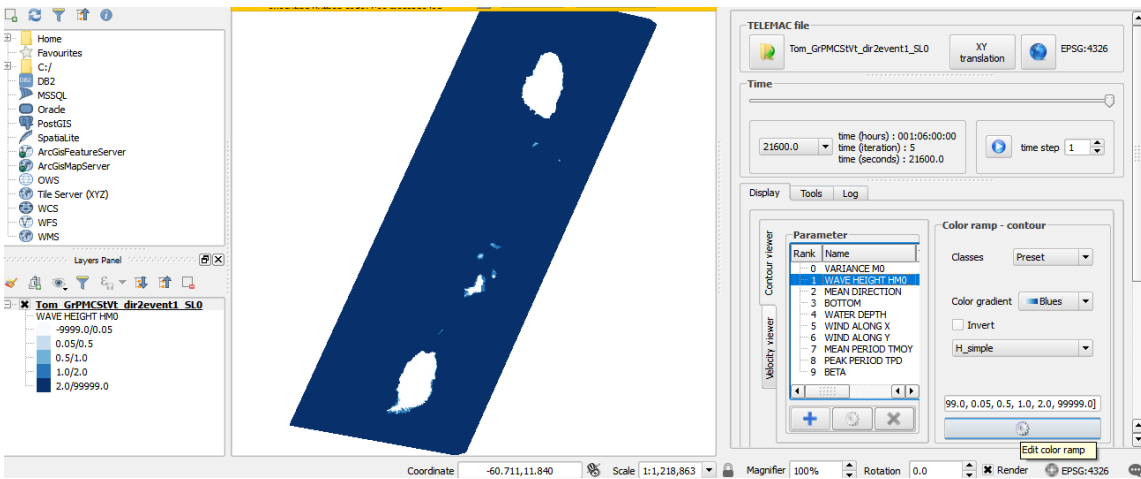 Home
Favourites
C:/
DB2
MSSQL
Oracle
PostGIS
SpatiaLite
ArcGisFeatureServer
ArcGisMapServer
OWS
Tile Server (XYZ)
WCS
WFS
WMS
Layers Panel
Tom_GrPMCStVt_dir2event1_SL0
WAVE HEIGHT HM0
-9999.0/0.05
0.05/0.5
0.5/1.0
1.0/2.0
2.0/99999.0
TELEMAC file
Tom_GrPMCStVt_dir2event1_SL0
XY translation
EPSG:4326
Time
21600.0
time (hours) : 001:06:00:00
time (iteration) : 5
time (seconds) : 21600.0
time step 1
Display Tools Log
Contour viewer
Velocity viewer
Parameter
Rank Name
0 VARIANCE M0
1 WAVE HEIGHT HM0
2 MEAN DIRECTION
3 BOTTOM
4 WATER DEPTH
5 WIND ALONG X
6 WIND ALONG Y
7 MEAN PERIOD TMOY
8 PEAK PERIOD TPD
9 BETA
Color ramp - contour
Classes Preset
Color gradient Blues
Invert
H_simple
99.0, 0.05, 0.5, 1.0, 2.0, 99999.0]
Edit color ramp
Coordinate -60.711,11.840 Scale 1:1,218,863 Magnifier 100% Rotation 0.0 Render EPSG:4326